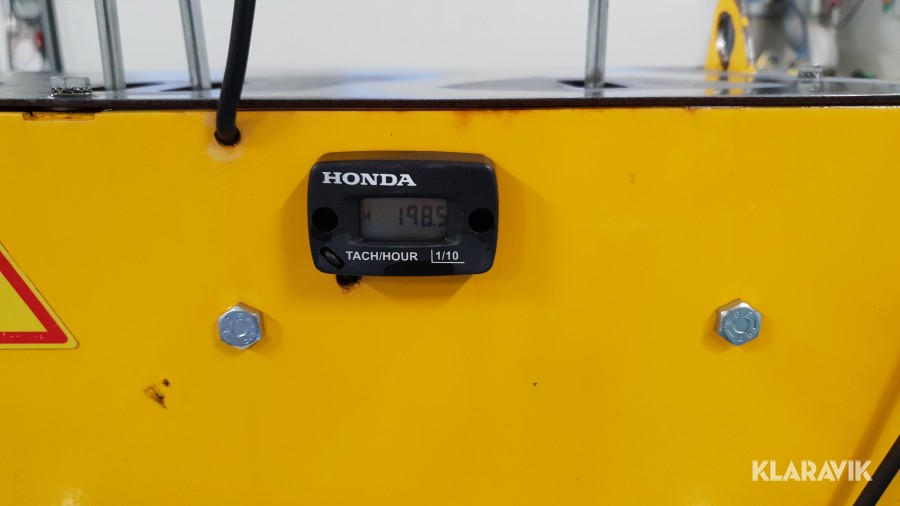 HONDA
H 198.5
TACH/HOUR 1/10
KLARAVIK